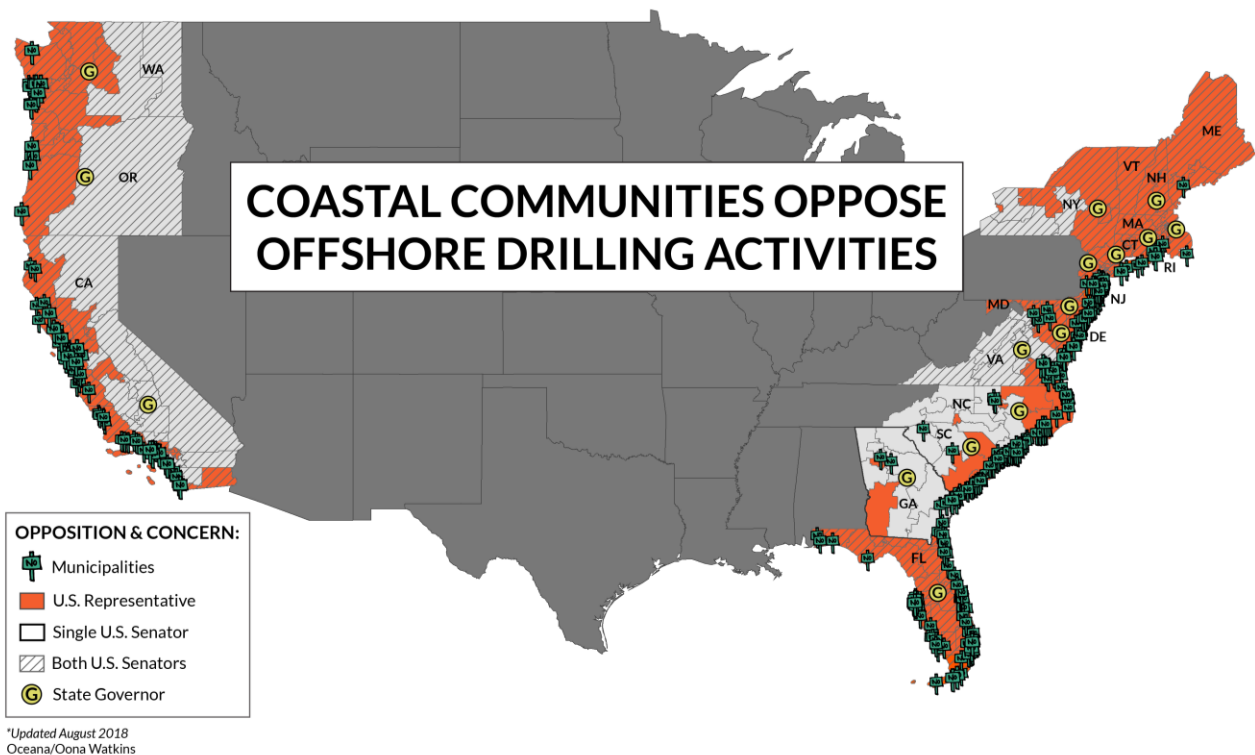 COASTAL COMMUNITIES OPPOSE
OFFSHORE DRILLING ACTIVITIES
WA
OR
CA
ME
VT
NH
NY
MA
CT
RI
NJ
MD
DE
VA
NC
SC
GA
FL
OPPOSITION & CONCERN:
NO Municipalities
U.S. Representative
Single U.S. Senator
Both U.S. Senators
G State Governor
*Updated August 2018
Oceana/Oona Watkins